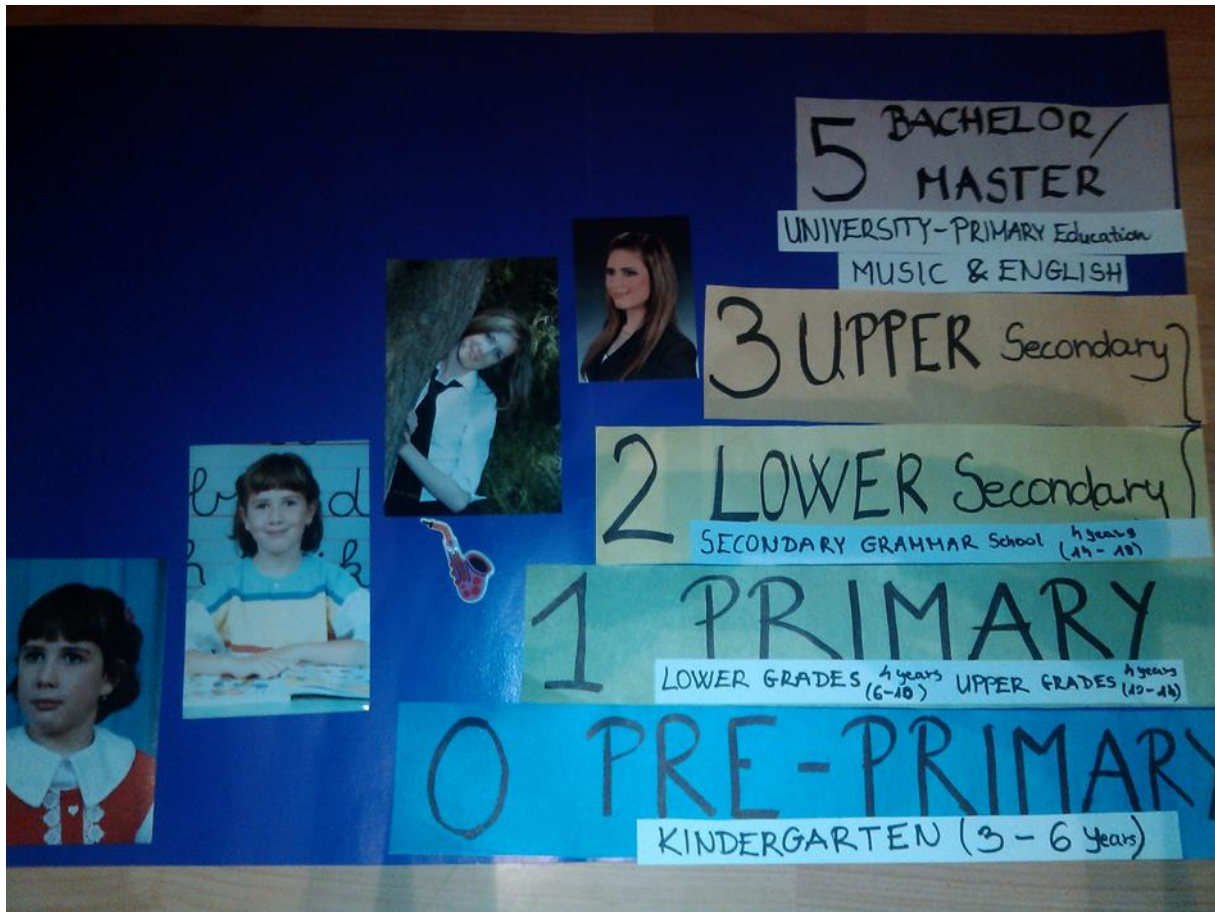 5 BACHELOR/
MASTER
UNIVERSITY-PRIMARY Education
MUSIC & ENGLISH
3 UPPER Secondary
2 LOWER Secondary
SECONDARY GRAMMAR School 4 years
(14-18)
1 PRIMARY
LOWER GRADES 4 years (6-10) UPPER GRADES 4 years
0 PRE-PRIMARY
KINDERGARTEN (3-6 years)